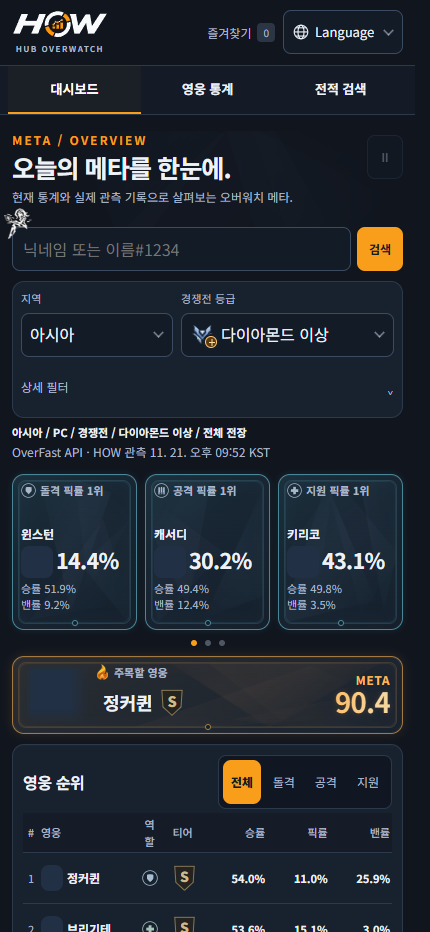 HOW
HUB OVERWATCH
즐겨찾기 0
Language
대시보드 영웅 통계 전적 검색
META / OVERVIEW
오늘의 메타를 한눈에.
현재 통계와 실제 관측 기록으로 살펴보는 오버워치 메타.
닉네임 또는 이름#1234 검색
지역 경쟁전 등급
아시아 다이아몬드 이상
상세 필터
아시아 / PC / 경쟁전 / 다이아몬드 이상 / 전체 전장
OverFast API · HOW 관측 11. 21. 오후 09:52 KST
돌격 픽률 1위
윈스턴
14.4%
승률 51.9%
밴률 9.2%
공격 픽률 1위
캐서디
30.2%
승률 49.4%
밴률 12.4%
지원 픽률 1위
키리코
43.1%
승률 49.8%
밴률 3.5%
주목할 영웅
정커퀸 S
META
90.4
영웅 순위
전체 돌격 공격 지원
# 영웅 역할 티어 승률 픽률 밴률
1 정커퀸 S 54.0% 11.0% 25.9%
2 브리기테 S 53.6% 15.1% 3.0%